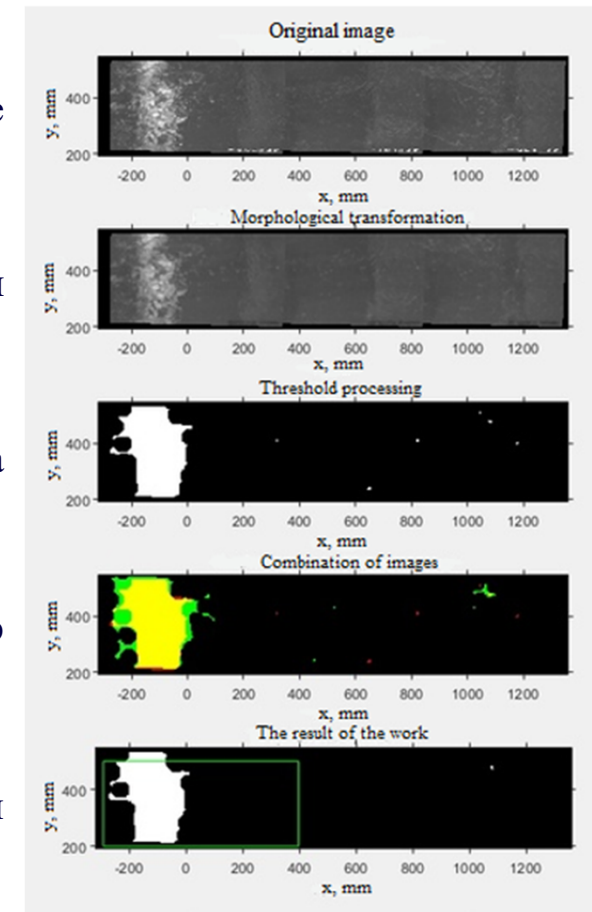 Original image
y, mm
400
200
-200 0 200 400 600 800 1000 1200
x, mm
Morphological transformation
y, mm
400
200
-200 0 200 400 600 800 1000 1200
x, mm
Threshold processing
y, mm
400
200
-200 0 200 400 600 800 1000 1200
x, mm
Combination of images
y, mm
400
200
-200 0 200 400 600 800 1000 1200
x, mm
The result of the work
y, mm
400
200
-200 0 200 400 600 800 1000 1200
x, mm